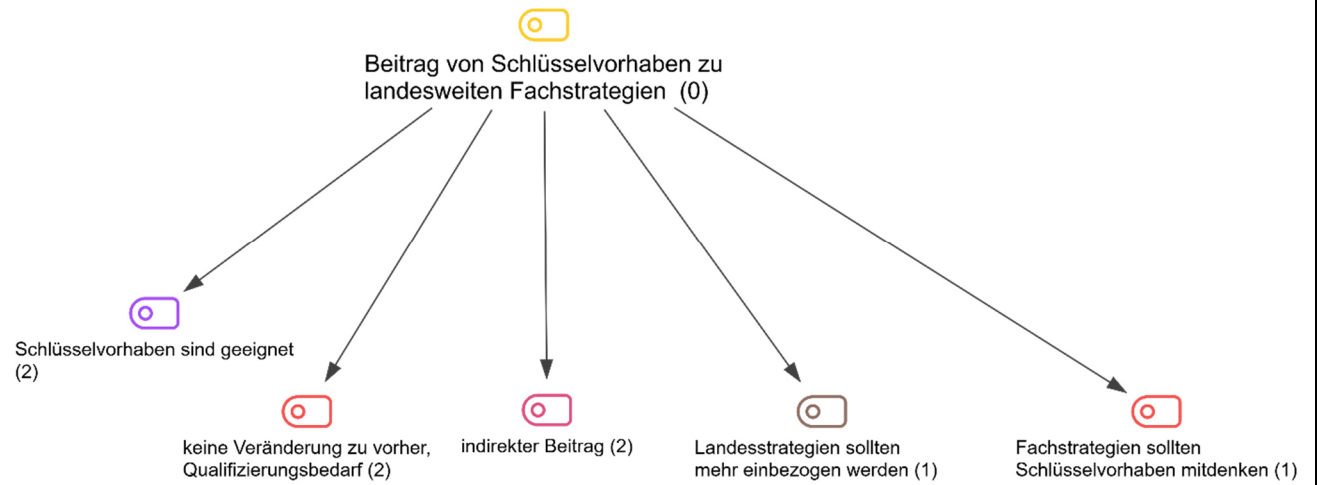 Beitrag von Schlüsselvorhaben zu
landesweiten Fachstrategien (0)
Schlüsselvorhaben sind geeignet
(2)
keine Veränderung zu vorher,
Qualifizierungsbedarf (2)
indirekter Beitrag (2)
Landesstrategien sollten
mehr einbezogen werden (1)
Fachstrategien sollten
Schlüsselvorhaben mitdenken (1)